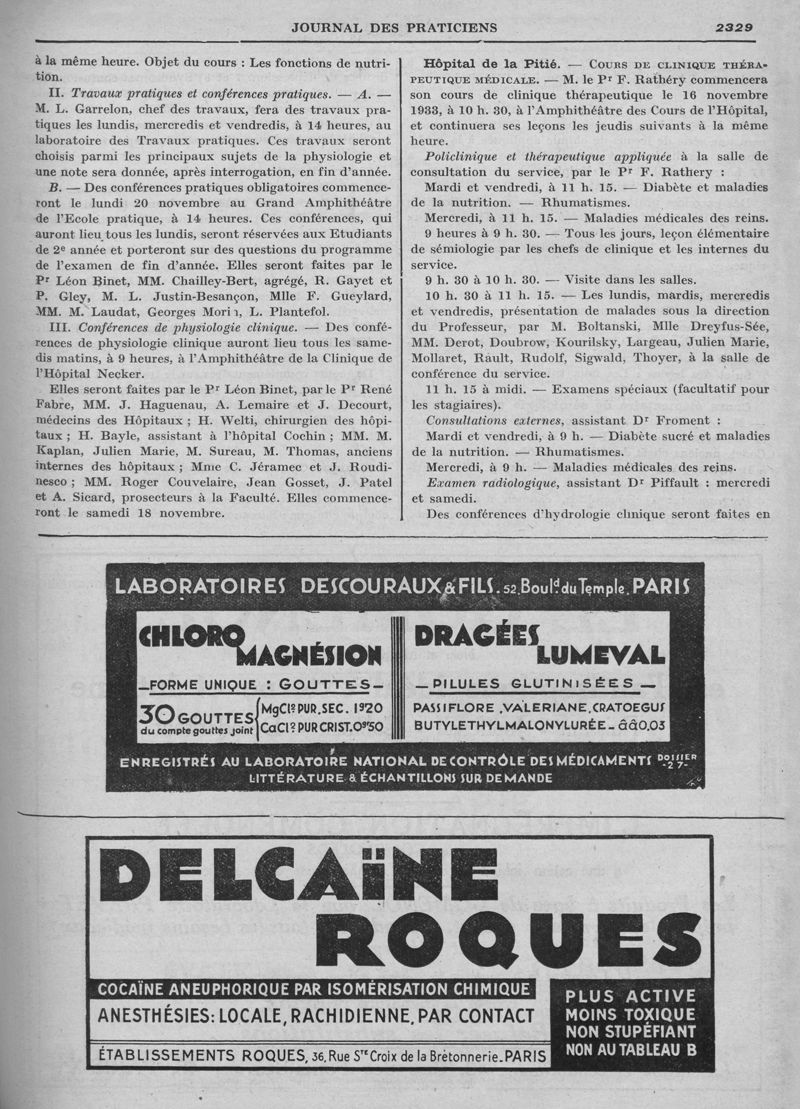 JOURNAL DES PRATICIENS
2329
à la même heure. Objet du cours : Les fonctions de nutri-
tion.
II. Travaux pratiques et conférences pratiques. — A. —
M. L. Garrelon, chef des travaux, fera des travaux pra-
tiques les lundis, mercredis et vendredis, à 14 heures, au
laboratoire des Travaux pratiques. Ces travaux seront
choisis parmi les principaux sujets de la physiologie et
une note sera donnée, après interrogation, en fin d'année.
B. — Des conférences pratiques obligatoires commence-
ront le lundi 20 novembre au Grand Amphithéâtre
de l'Ecole pratique, à 14 heures. Ces conférences, qui
auront lieu tous les lundis, seront réservées aux Etudiants
de 2e année et porteront sur des questions du programme
de l'examen de fin d'année. Elles seront faites par le
Pr Léon Binet, MM. Chailley-Bert, agrégé, R. Gayet et
P. Gley, M. L. Justin-Besançon, Mlle F. Gueylard,
MM. M. Laudat, Georges Mori , L. Plantefol.
III. Conférences de physiologie clinique. — Des confé-
rences de physiologie clinique auront lieu tous les same-
dis matins, à 9 heures, à l'Amphithéâtre de la Clinique de
l'Hôpital Necker.
Elles seront faites par le Pr Léon Binet, par le Pr René
Fabre, MM. J. Haguenau, A. Lemaire et J. Decourt,
médecins des Hôpitaux ; H. Welti, chirurgien des hôpi-
taux ; H. Bayle, assistant à l'hôpital Cochin ; MM. M.
Kaplan, Julien Marie, M. Sureau, M. Thomas, anciens
internes des hôpitaux ; Mme C. Jéramec et J. Roudi-
nesco ; MM. Roger Couvelaire, Jean Gosset, J. Patel
et A. Sicard, prosecteurs à la Faculté. Elles commence-
ront le samedi 18 novembre.
Hôpital de la Pitié. — COURS DE CLINIQUE THÉRA-
PEUTIQUE MÉDICALE. — M. le Pr F. Rathéry commencera
son cours de clinique thérapeutique le 16 novembre
1933, à 10 h. 30, à l'Amphithéâtre des Cours de l'Hôpital,
et continuera ses leçons les jeudis suivants à la même
heure.
Policlinique et thérapeutique appliquée à la salle de
consultation du service, par le Pr F. Rathery :
Mardi et vendredi, à 11 h. 15. — Diabète et maladies
de la nutrition. — Rhumatismes.
Mercredi, à 11 h. 15. — Maladies médicales des reins.
9 heures à 9 h. 30. — Tous les jours, leçon élémentaire
de sémiologie par les chefs de clinique et les internes du
service.
9 h. 30 à 10 h. 30. — Visite dans les salles.
10 h. 30 à 11 h. 15. — Les lundis, mardis, mercredis
et vendredis, présentation de malades sous la direction
du Professeur, par M. Boltanski, Mlle Dreyfus-Sée,
MM. Derot, Doubrow, Kourilsky, Largeau, Julien Marie,
Mollaret, Rault, Rudolf, Sigwald, Thoyer, à la salle de
conférence du service.
11 h. 15 à midi. — Examens spéciaux (facultatif pour
les stagiaires).
Consultations externes, assistant Dr Froment :
Mardi et vendredi, à 9 h. — Diabète sucré et maladies
de la nutrition. — Rhumatismes.
Mercredi, à 9 h. — Maladies médicales des reins.
Examen radiologique, assistant Dr Piffault : mercredi
et samedi.
Des conférences d'hydrologie clinique seront faites en
LABORATOIRES DESCOURAUX & FILS. 52, Boul.d du Temple. PARIS
CHLORO
MAGNÉSION
—FORME UNIQUE : GOUTTES—
30 GOUTTES
du compte gouttes joint
MgCl2 PUR. SEC. 1gr20
CaCl2 PUR CRIST. 0gr50
DRAGÉES
LUMEVAL
— PILULES GLUTINISÉES —
PASSIFLORE .VALERIANE. CRATOEGUS
BUTYLETHYLMALONYLURÉE_ ââ0,03
ENREGISTRÉS AU LABORATOIRE NATIONAL DE CONTRÔLE DES MÉDICAMENTS DOSSIER -27-
LITTÉRATURE & ÉCHANTILLONS SUR DEMANDE
DELCAÏNE
ROQUES
COCAÏNE ANEUPHORIQUE PAR ISOMÉRISATION CHIMIQUE
ANESTHÉSIES: LOCALE, RACHIDIENNE, PAR CONTACT
ÉTABLISSEMENTS ROQUES, 36, Rue Ste Croix de la Bretonnerie_PARIS
PLUS ACTIVE
MOINS TOXIQUE
NON STUPÉFIANT
NON AU TABLEAU B